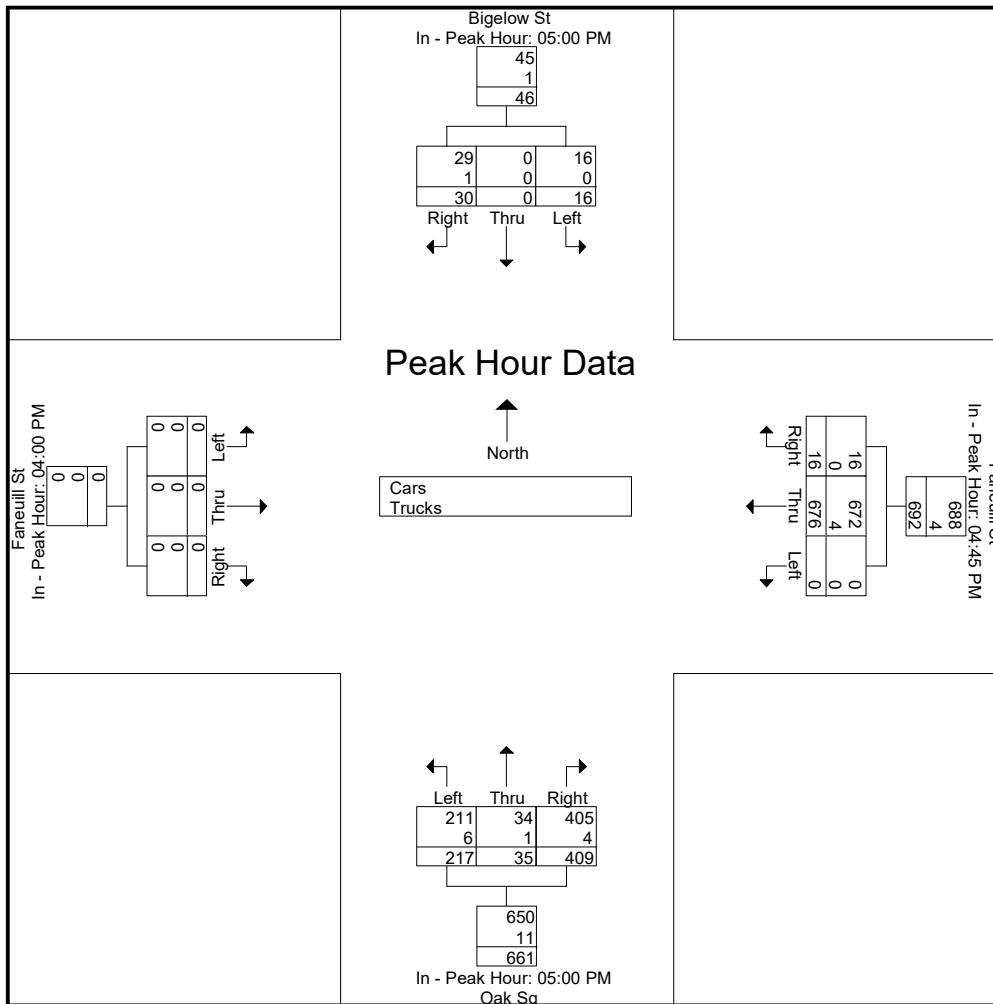 Bigelow St
In - Peak Hour: 05:00 PM
45
1
46
29 0 16
1 0 0
30 0 16
Right Thru Left
Peak Hour Data
North
Cars
Trucks
Faneuill St
In - Peak Hour: 04:00 PM
0
0
0
0 0 0
0 0 0
0 0 0
Left Thru Right
In - Peak Hour: 04:45 PM
688
4
692
16 672 0
0 4 0
16 676 0
Right Thru Left
Left Thru Right
211 34 405
6 1 4
217 35 409
650
11
661
In - Peak Hour: 05:00 PM
Oak Sq